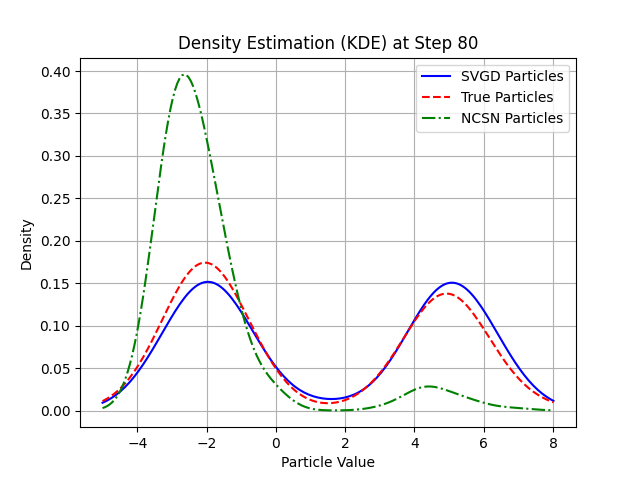 Density Estimation (KDE) at Step 80
SVGD Particles
True Particles
NCSN Particles
Density
0.40
0.35
0.30
0.25
0.20
0.15
0.10
0.05
0.00
−4
−2
0
2
4
6
8
Particle Value